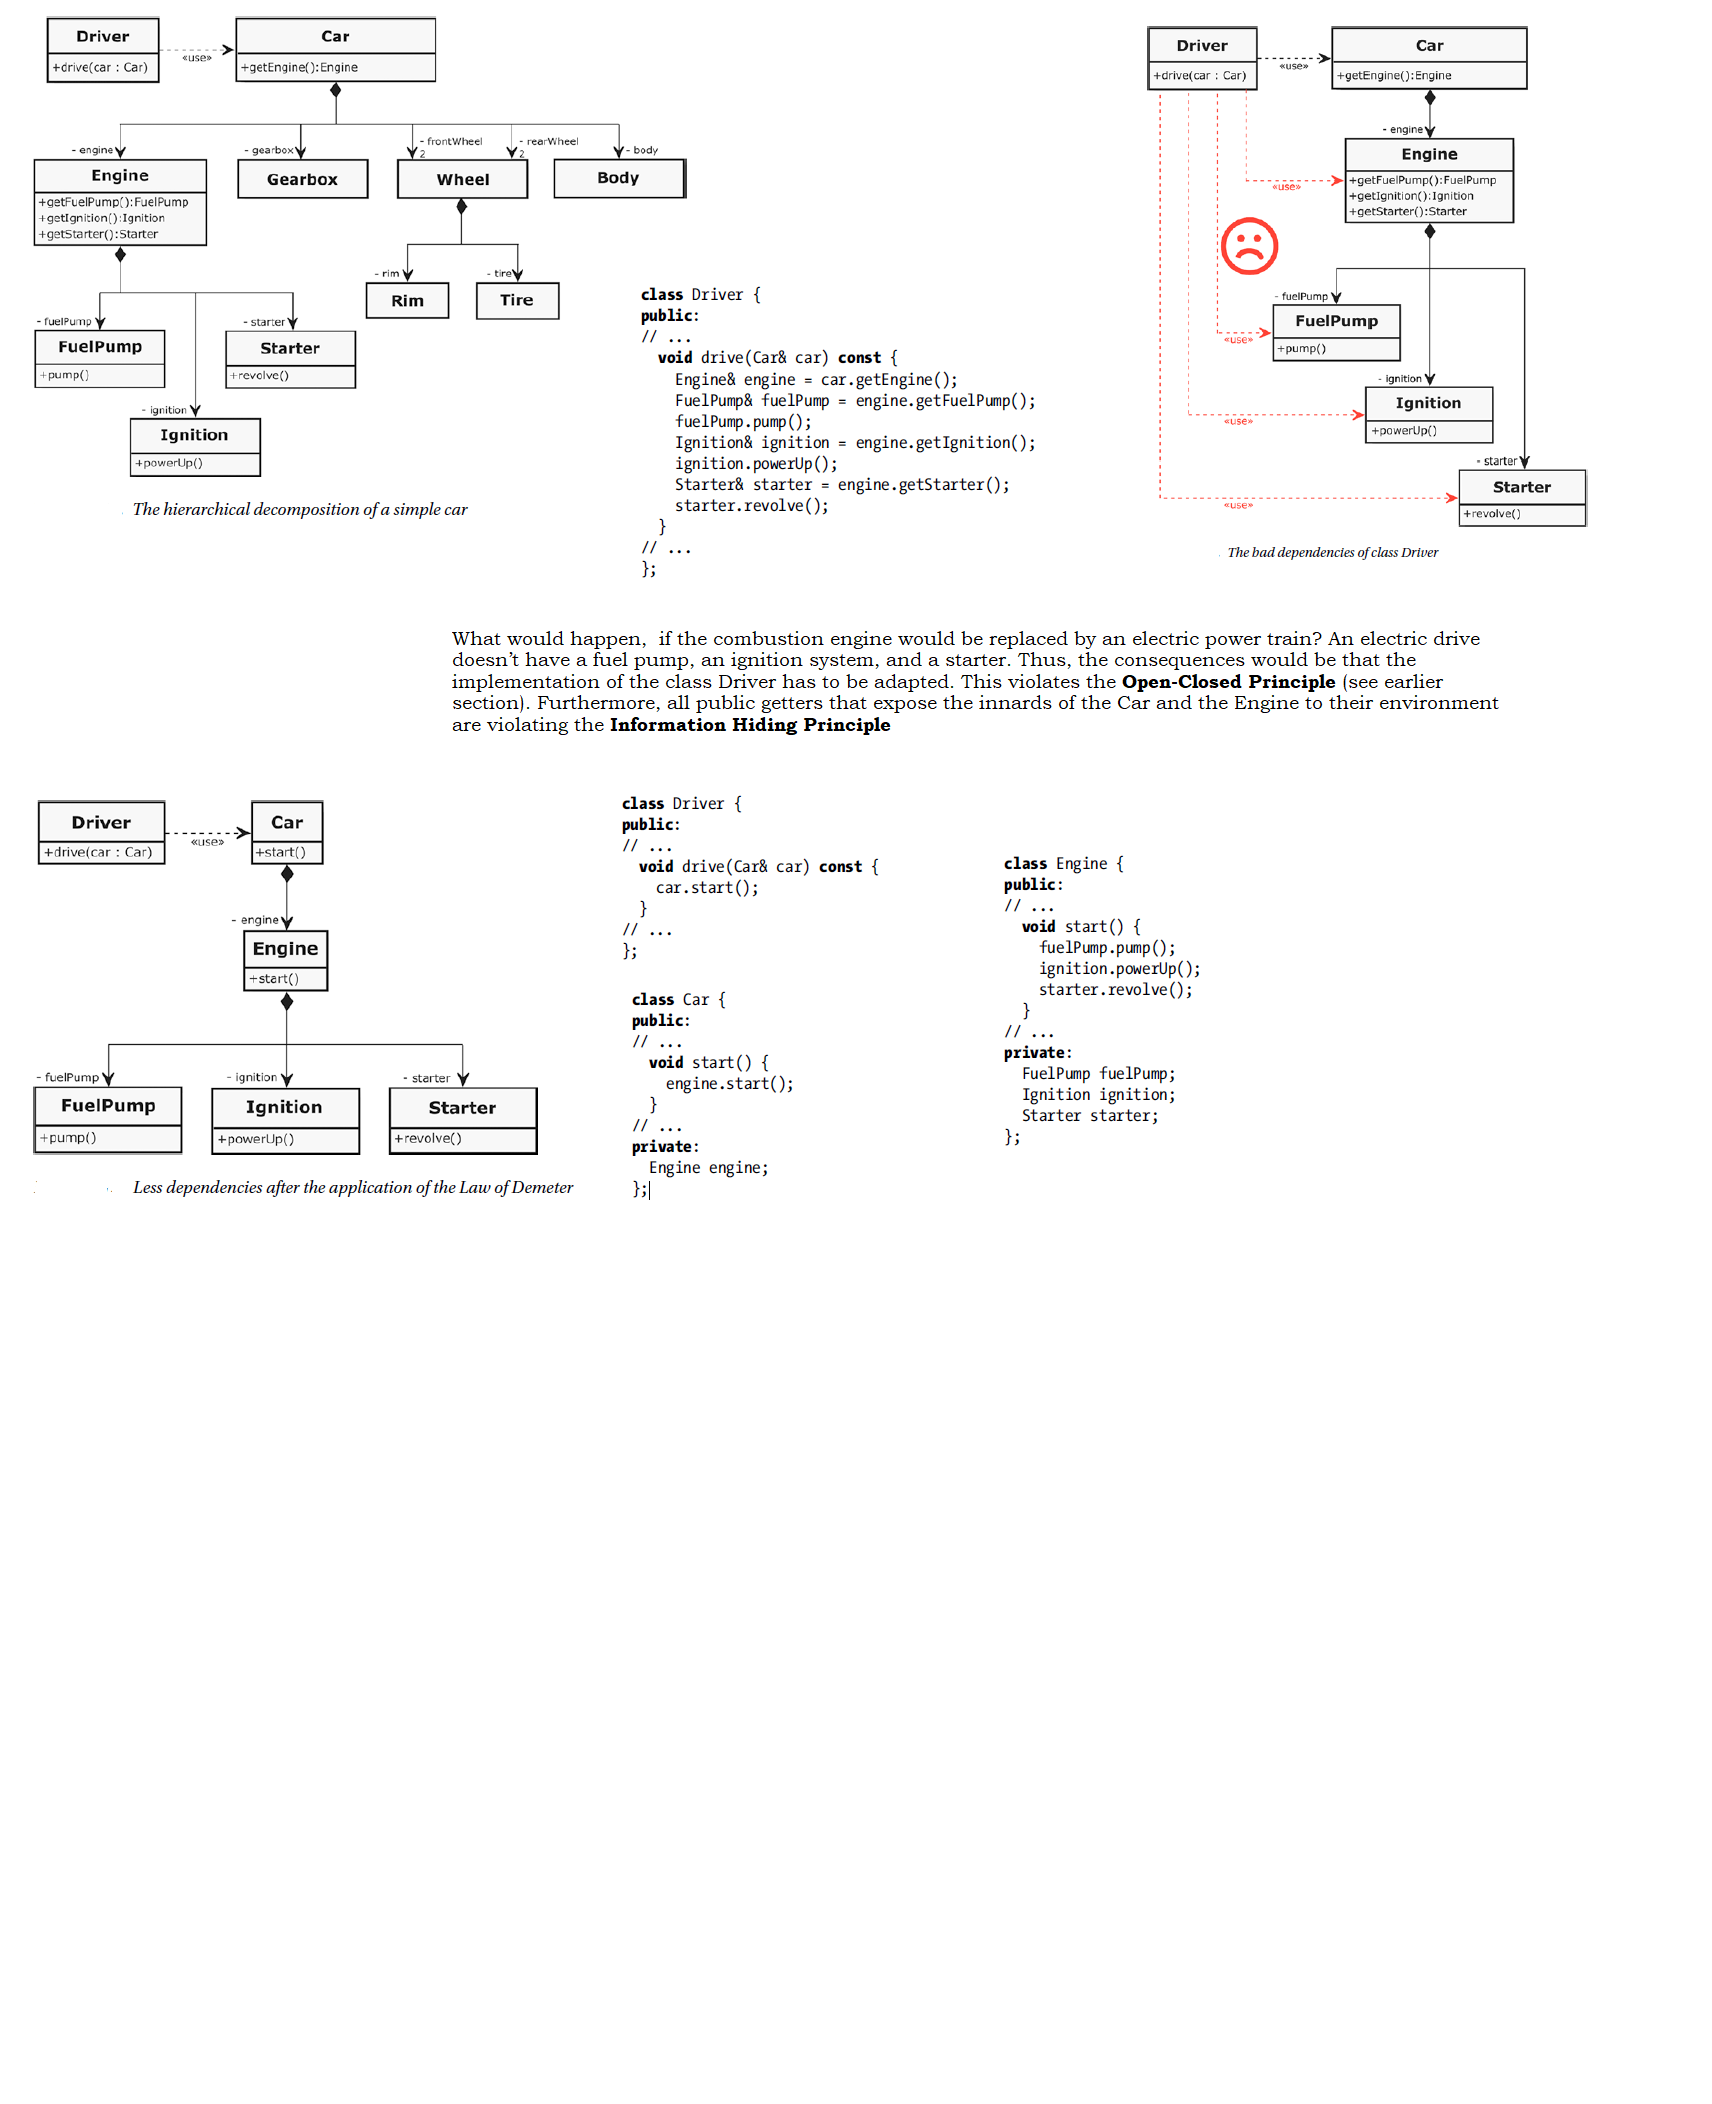 Driver
+drive(car : Car)
«use»
Car
+getEngine():Engine
- engine
- gearbox
- frontWheel
2
- rearWheel
2
- body
Engine
+getFuelPump():FuelPump
+getIgnition():Ignition
+getStarter():Starter
Gearbox
Wheel
Body
- rim
- tire
Rim
Tire
- fuelPump
- starter
FuelPump
+pump()
Starter
+revolve()
- ignition
Ignition
+powerUp()
The hierarchical decomposition of a simple car
class Driver {
public:
// ...
void drive(Car& car) const {
Engine& engine = car.getEngine();
FuelPump& fuelPump = engine.getFuelPump();
fuelPump.pump();
Ignition& ignition = engine.getIgnition();
ignition.powerUp();
Starter& starter = engine.getStarter();
starter.revolve();
}
// ...
};
Driver
+drive(car : Car)
«use»
Car
+getEngine():Engine
- engine
Engine
+getFuelPump():FuelPump
+getIgnition():Ignition
+getStarter():Starter
«use»
- fuelPump
FuelPump
+pump()
«use»
- ignition
Ignition
+powerUp()
«use»
- starter
Starter
+revolve()
«use»
The bad dependencies of class Driver
What would happen,  if the combustion engine would be replaced by an electric power train? An electric drive
doesn't have a fuel pump, an ignition system, and a starter. Thus, the consequences would be that the
implementation of the class Driver has to be adapted. This violates the Open-Closed Principle (see earlier
section). Furthermore, all public getters that expose the innards of the Car and the Engine to their environment
are violating the Information Hiding Principle
Driver
+drive(car : Car)
«use»
Car
+start()
- engine
Engine
+start()
- fuelPump
- ignition
- starter
FuelPump
+pump()
Ignition
+powerUp()
Starter
+revolve()
Less dependencies after the application of the Law of Demeter
class Driver {
public:
// ...
void drive(Car& car) const {
car.start();
}
// ...
};
class Car {
public:
// ...
void start() {
engine.start();
}
// ...
private:
Engine engine;
};
class Engine {
public:
// ...
void start() {
fuelPump.pump();
ignition.powerUp();
starter.revolve();
}
// ...
private:
FuelPump fuelPump;
Ignition ignition;
Starter starter;
};